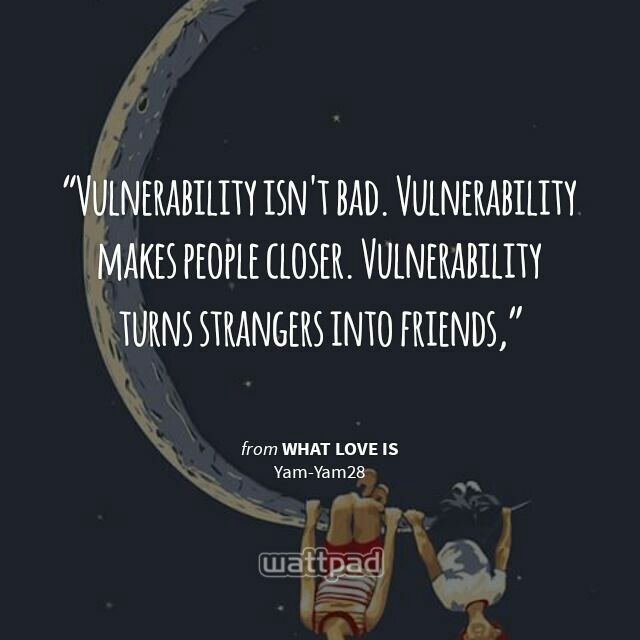 “Vulnerability isn't bad. Vulnerability
makes people closer. Vulnerability
turns strangers into friends,”
from WHAT LOVE IS
Yam-Yam28
wattpad